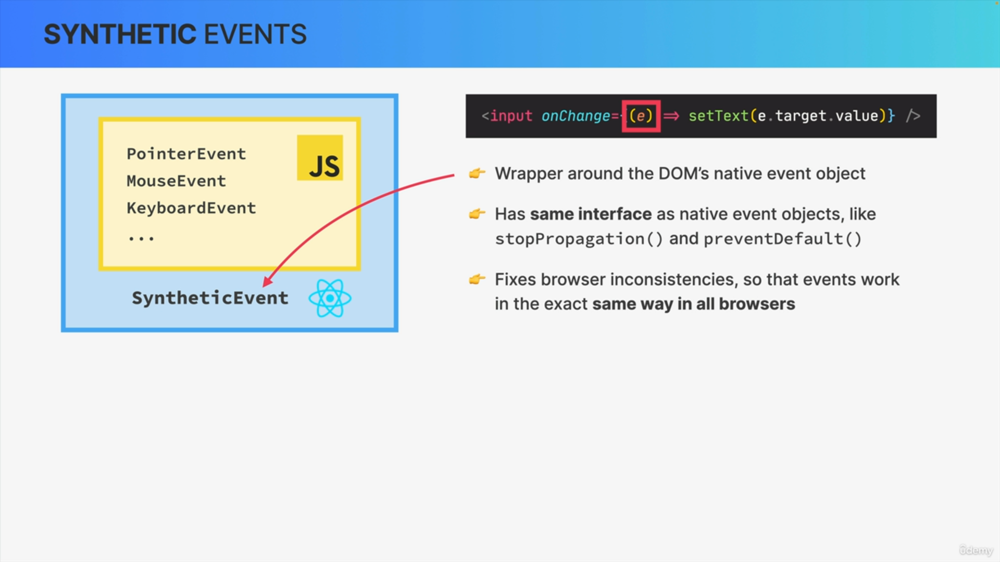 SYNTHETIC EVENTS
PointerEvent
MouseEvent
KeyboardEvent
...
JS
SyntheticEvent
<input onChange={(e) => setText(e.target.value)} />
👉 Wrapper around the DOM’s native event object
👉 Has same interface as native event objects, like
stopPropagation() and preventDefault()
👉 Fixes browser inconsistencies, so that events work
in the exact same way in all browsers
ûdemy